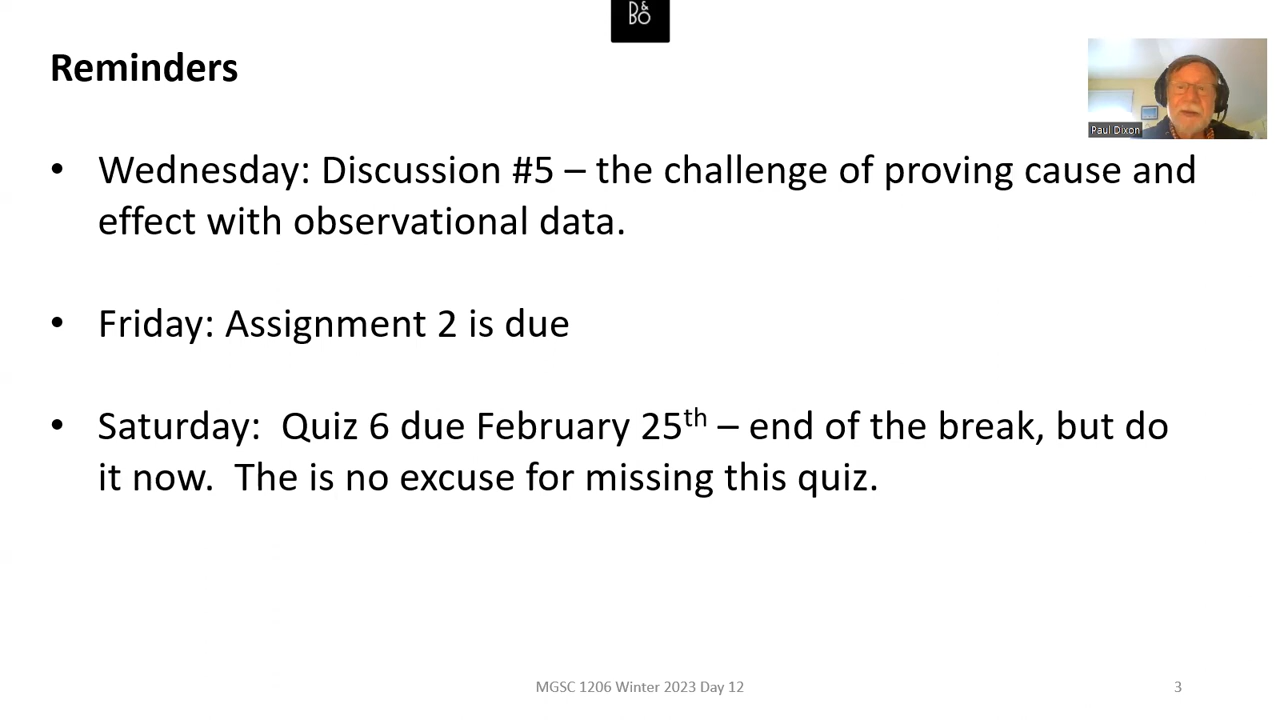 B&
BO
Reminders
Paul Dixon
• Wednesday: Discussion #5 – the challenge of proving cause and
effect with observational data.
• Friday: Assignment 2 is due
• Saturday:  Quiz 6 due February 25th – end of the break, but do
it now.  The is no excuse for missing this quiz.
MGSC 1206 Winter 2023 Day 12
3